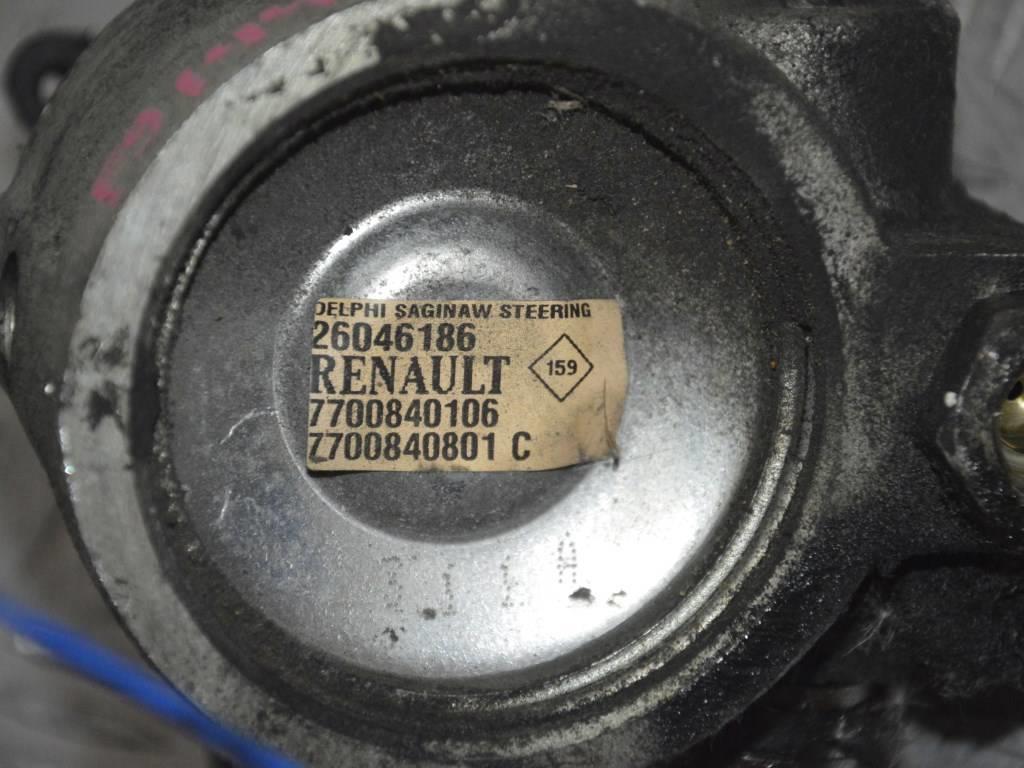 DELPHI SAGINAW STEERING
26046186
RENAULT 159
7700840106
7700840801 C